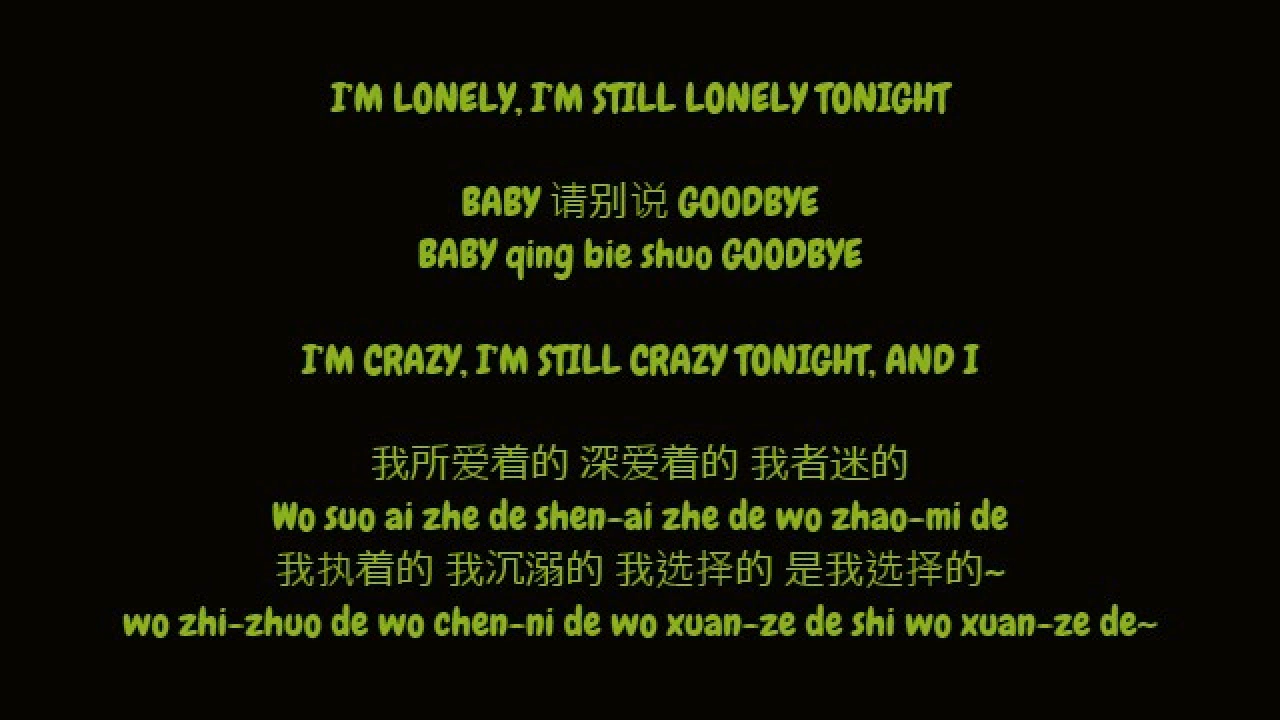 I'M LONELY, I'M STILL LONELY TONIGHT
BABY 请别说 GOODBYE
BABY qing bie shuo GOODBYE
I'M CRAZY, I'M STILL CRAZY TONIGHT, AND I
我所爱着的 深爱着的 我者迷的
Wo suo ai zhe de shen-ai zhe de wo zhao-mi de
我执着的 我沉溺的 我选择的 是我选择的~
wo zhi-zhuo de wo chen-ni de wo xuan-ze de shi wo xuan-ze de~